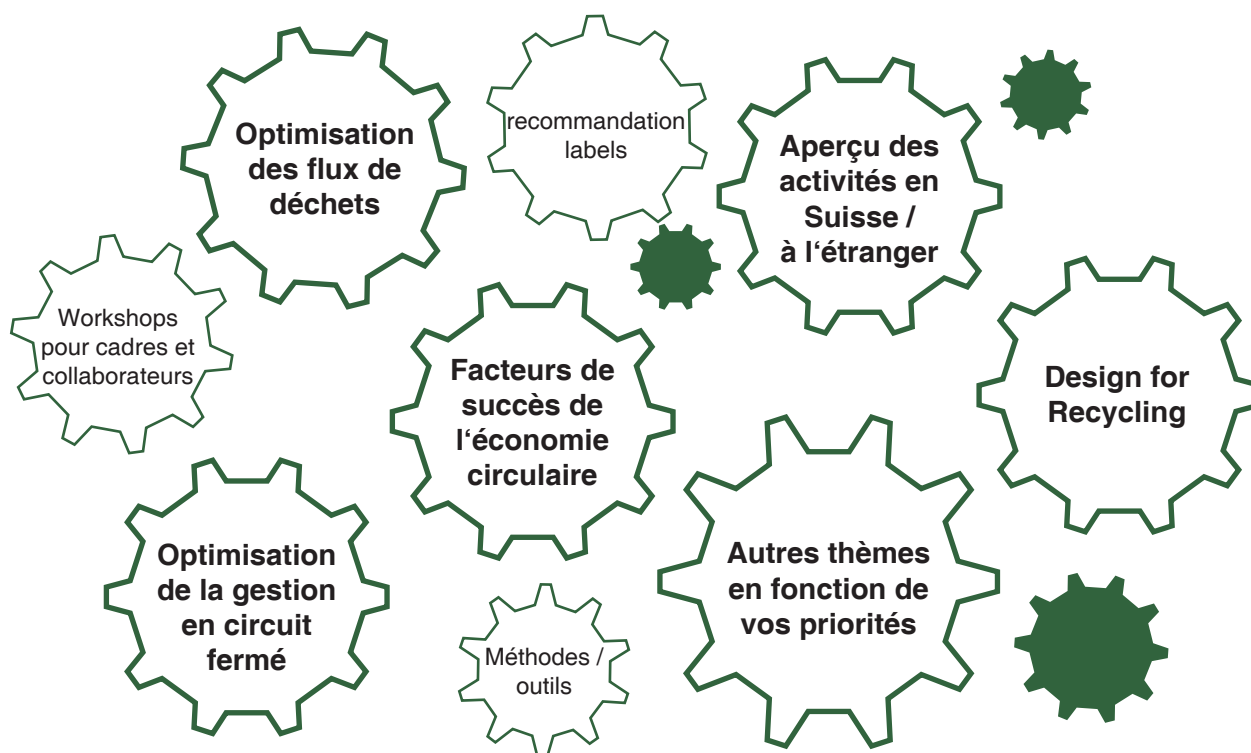 Optimisation
des flux de
déchets
recommandation
labels
Aperçu des
activités en
Suisse /
à l‘étranger
Workshops
pour cadres et
collaborateurs
Facteurs de
succès de
l‘économie
circulaire
Design for
Recycling
Optimisation
de la gestion
en circuit
fermé
Méthodes /
outils
Autres thèmes
en fonction de
vos priorités